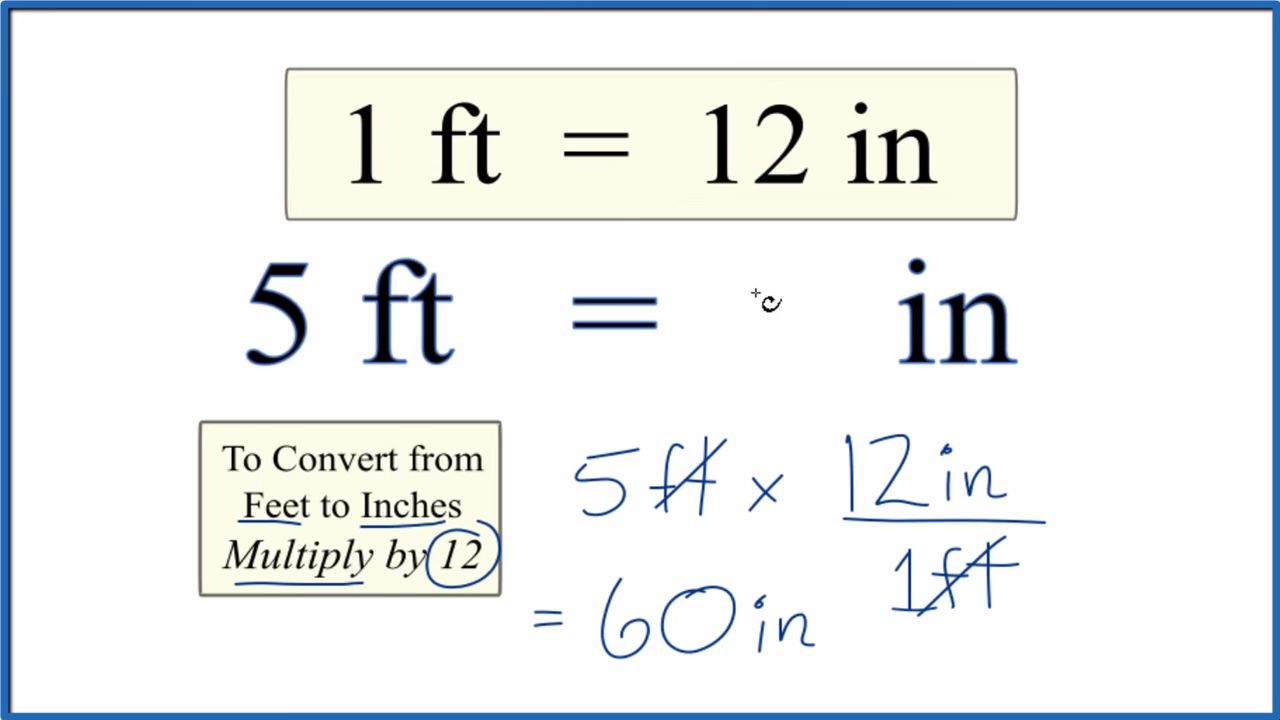 1 ft = 12 in
5 ft = in
To Convert from
Feet to Inches
Multiply by 12
5 ft x 12 in
1 ft
= 60 in